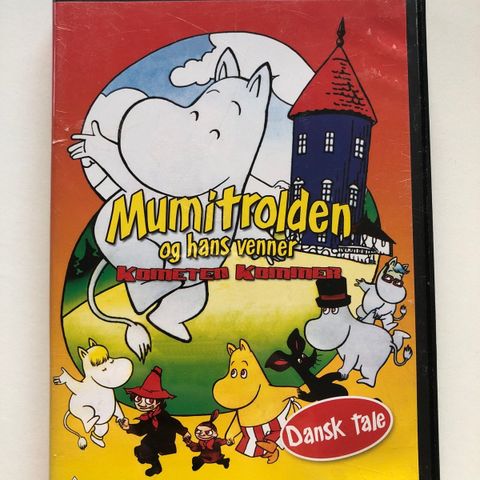 Mumitrolden
og hans venner
Kometen Kommer
Dansk tale